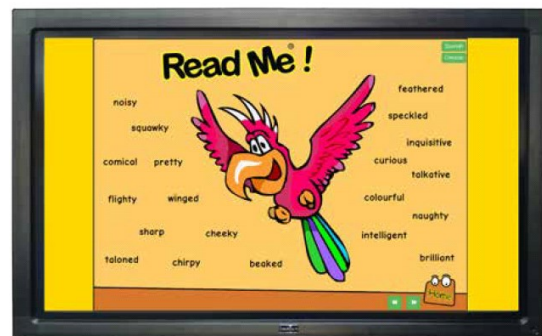 Read Me !
noisy
squawky
comical pretty
flighty winged
sharp cheeky
taloned chirpy beaked
feathered
speckled
inquisitive
curious
talkative
colourful
naughty
intelligent
brilliant
Home